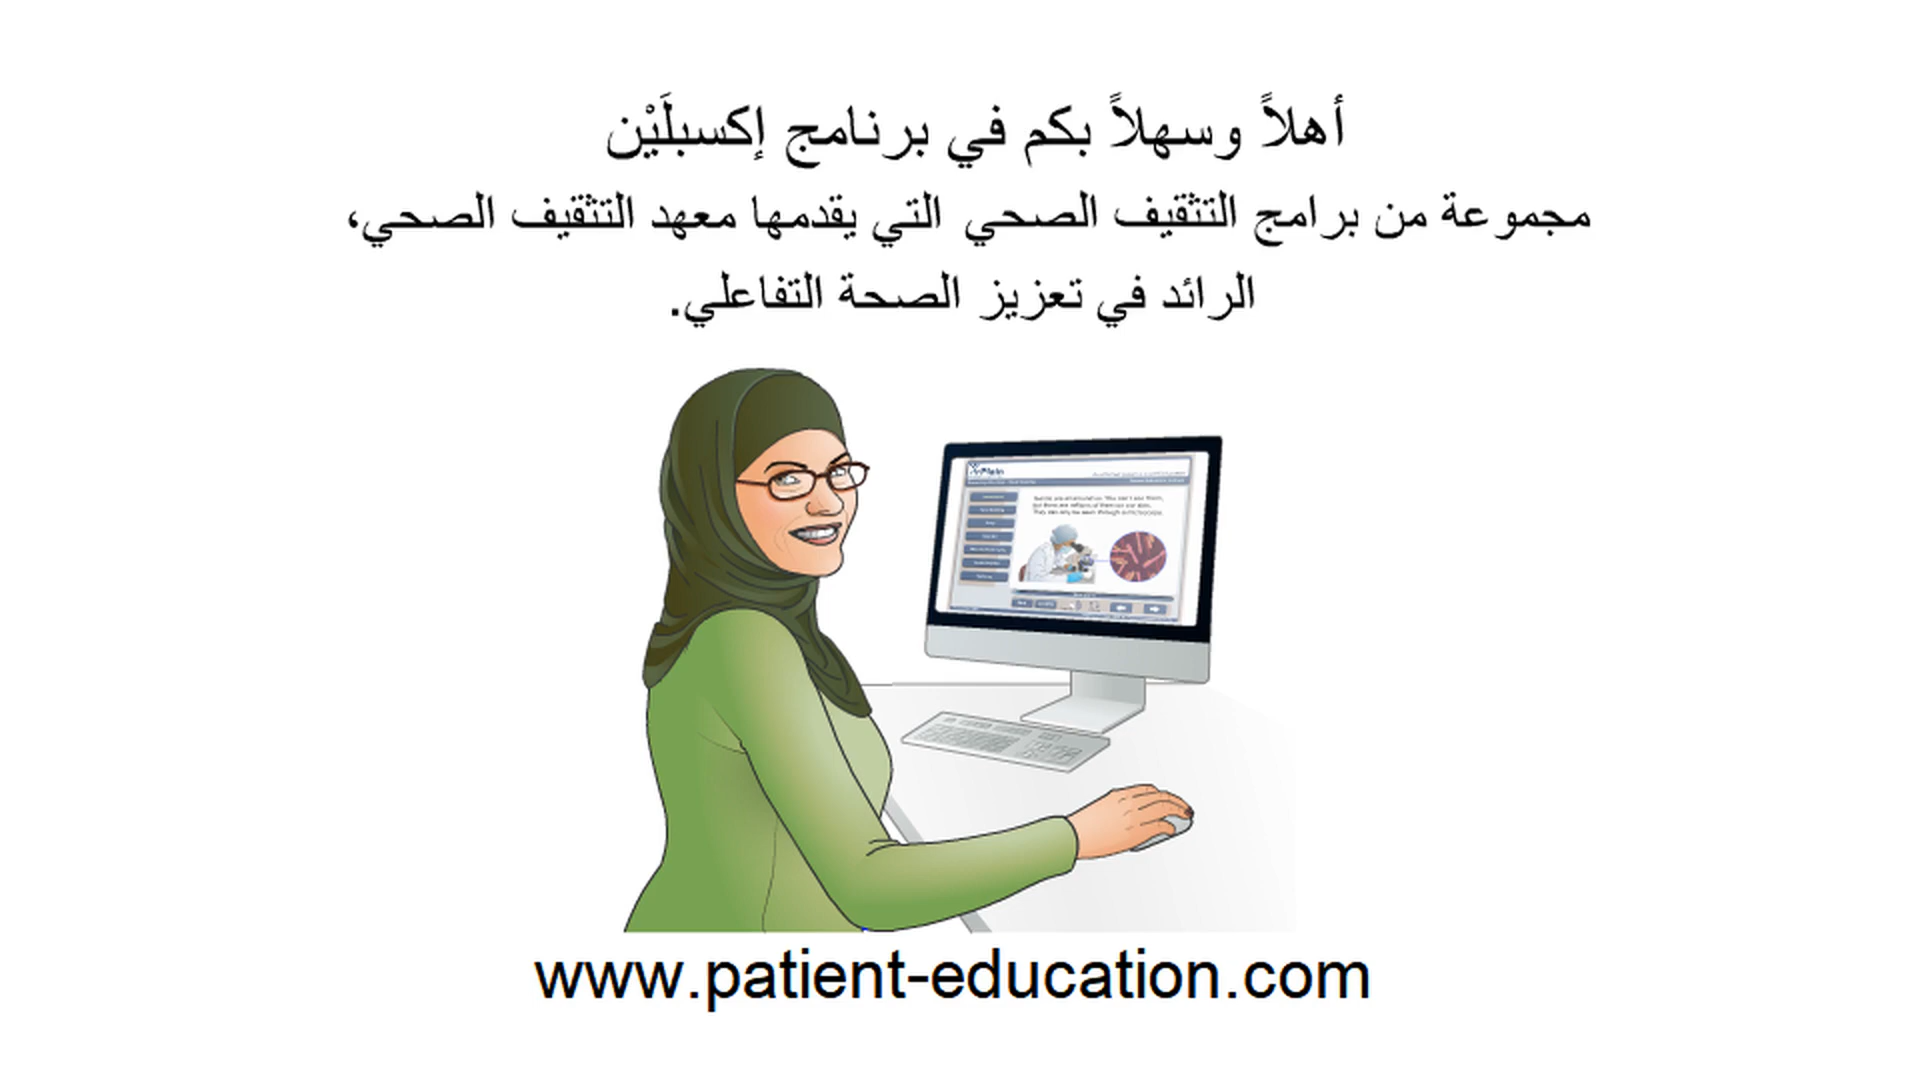 أهلاً وسهلاً بكم في برنامج إكسبلَيْن
مجموعة من برامج التثقيف الصحي التي يقدمها معهد التثقيف الصحي،
الرائد في تعزيز الصحة التفاعلي.
www.patient-education.com